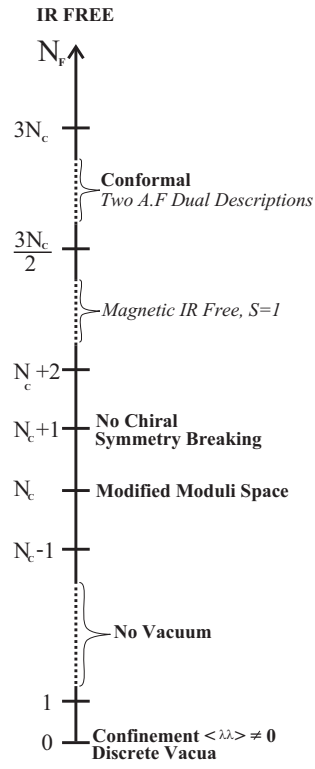 IR FREE
N_F
3N_c
Conformal
Two A.F Dual Descriptions
3N_c
2
Magnetic IR Free, S=1
N_c+2
N_c+1 No Chiral
Symmetry Breaking
N_c Modified Moduli Space
N_c-1
No Vacuum
1
0 Confinement < λλ > ≠ 0
Discrete Vacua